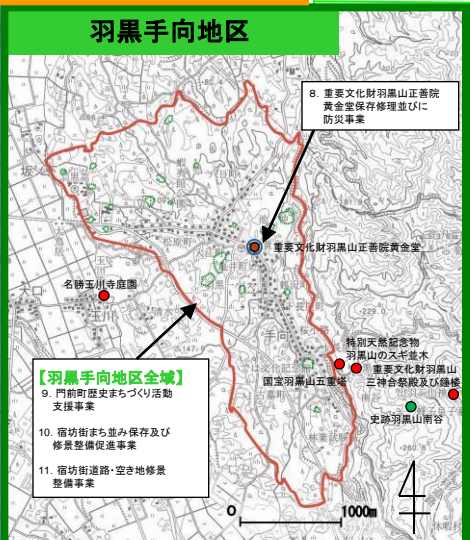 羽黒手向地区
8. 重要文化財羽黒山正善院
黄金堂保存修理並びに
防災事業
重要文化財羽黒山正善院黄金堂
名勝玉川寺庭園
特別天然記念物
羽黒山のスギ並木
重要文化財羽黒山
三神合祭殿及び鐘楼
国宝羽黒山五重塔
史跡羽黒山南谷
【羽黒手向地区全域】
9. 門前町歴史まちづくり活動
支援事業
10. 宿坊街まち並み保存及び
修景整備促進事業
11. 宿坊街道路・空き地修景
整備事業
手向
玉川
0 1000m